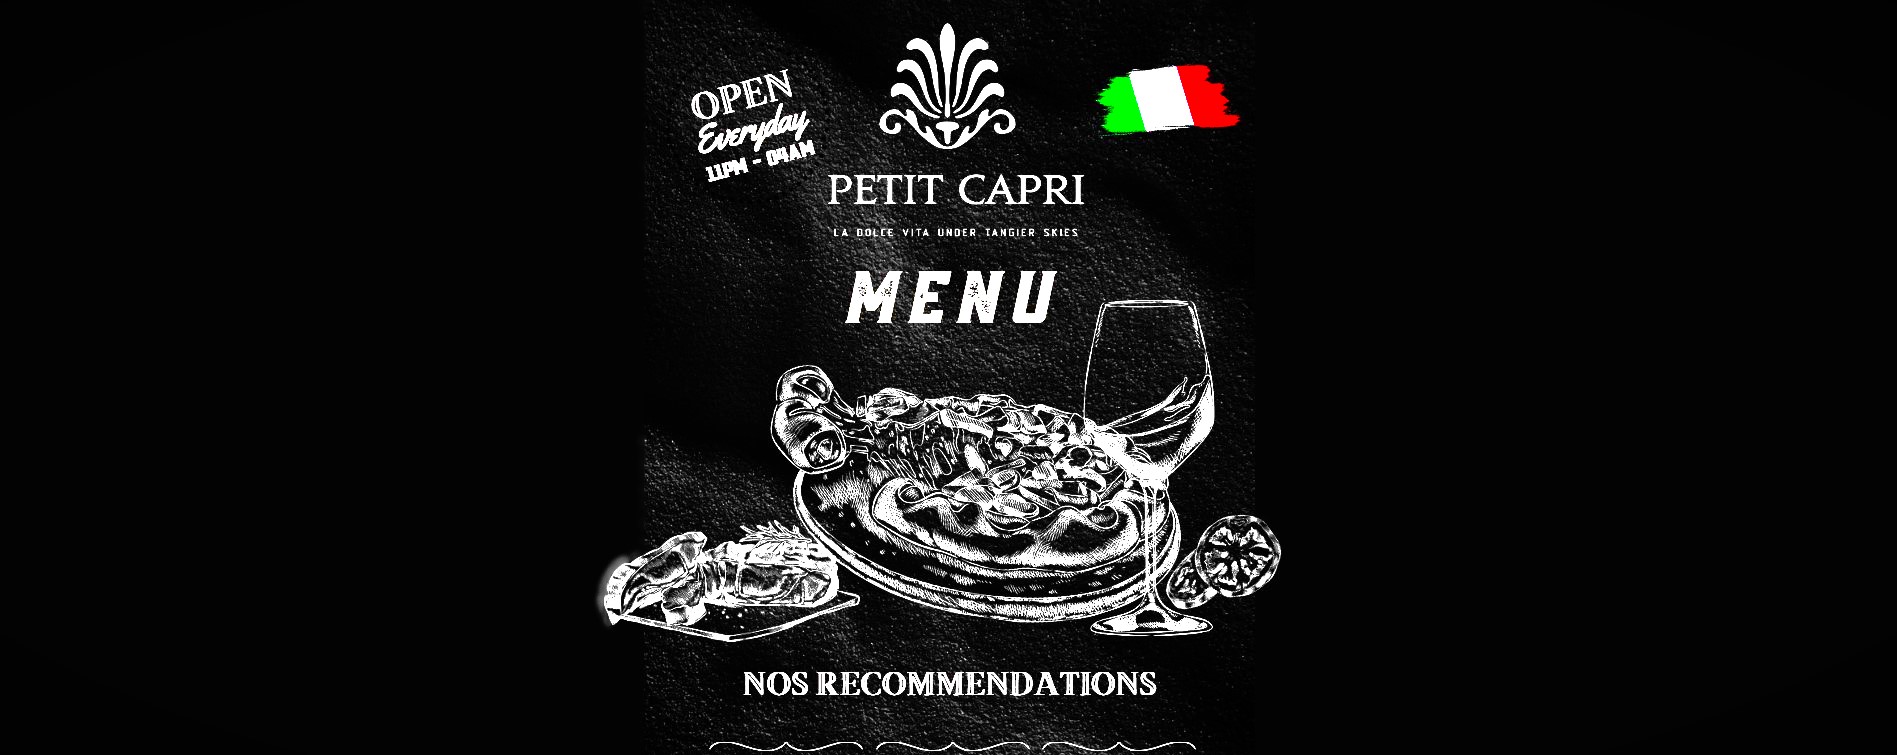 OPEN
Everyday
11PM - 04AM
PETIT CAPRI
LA DOLCE VITA UNDER TANGIER SKIES
MENU
NOS RECOMMENDATIONS